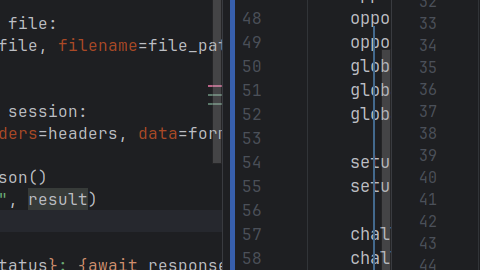 file:
file, filename=file_pat
session:
ders=headers, data=for
son()
", result)
tatus}: {await response
48 oppo
49 oppo
50 glob
51 glob
52 glob
53
54 setu
55 setu
56
57 chal
58 chal
33
34
35
36
37
38
39
40
41
42
43
44